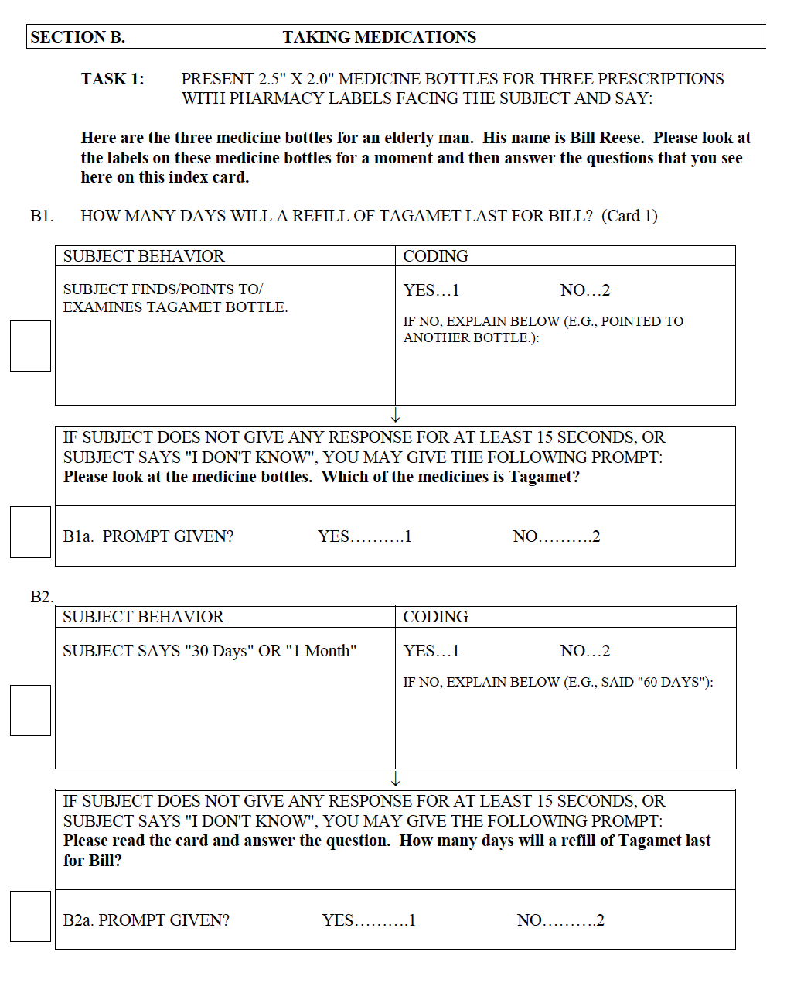 SECTION B. TAKING MEDICATIONS
TASK 1: PRESENT 2.5" X 2.0" MEDICINE BOTTLES FOR THREE PRESCRIPTIONS
WITH PHARMACY LABELS FACING THE SUBJECT AND SAY:
Here are the three medicine bottles for an elderly man. His name is Bill Reese. Please look at
the labels on these medicine bottles for a moment and then answer the questions that you see
here on this index card.
B1. HOW MANY DAYS WILL A REFILL OF TAGAMET LAST FOR BILL? (Card 1)
SUBJECT BEHAVIOR
SUBJECT FINDS/POINTS TO/
EXAMINES TAGAMET BOTTLE.
CODING
YES…1 NO…2
IF NO, EXPLAIN BELOW (E.G., POINTED TO
ANOTHER BOTTLE.):
↓
IF SUBJECT DOES NOT GIVE ANY RESPONSE FOR AT LEAST 15 SECONDS, OR
SUBJECT SAYS "I DON'T KNOW", YOU MAY GIVE THE FOLLOWING PROMPT:
Please look at the medicine bottles. Which of the medicines is Tagamet?
B1a. PROMPT GIVEN? YES……….1 NO……….2
B2.
SUBJECT BEHAVIOR
SUBJECT SAYS "30 Days" OR "1 Month"
CODING
YES…1 NO…2
IF NO, EXPLAIN BELOW (E.G., SAID "60 DAYS"):
↓
IF SUBJECT DOES NOT GIVE ANY RESPONSE FOR AT LEAST 15 SECONDS, OR
SUBJECT SAYS "I DON'T KNOW", YOU MAY GIVE THE FOLLOWING PROMPT:
Please read the card and answer the question. How many days will a refill of Tagamet last
for Bill?
B2a. PROMPT GIVEN? YES……….1 NO……….2